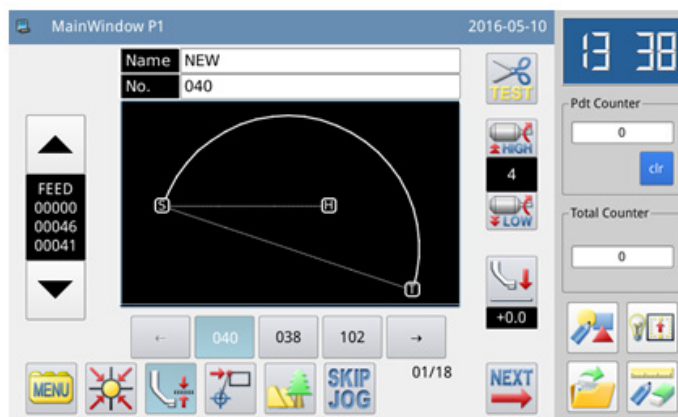 MainWindow P1
2016-05-10
13 38
Name NEW
No. 040
TEST
HIGH
4
LOW
+0.0
FEED
00000
00046
00041
S
H
T
Pdt Counter
0
clr
Total Counter
0
← 040 038 102 →
01/18
MENU
SKIP
JOG
NEXT